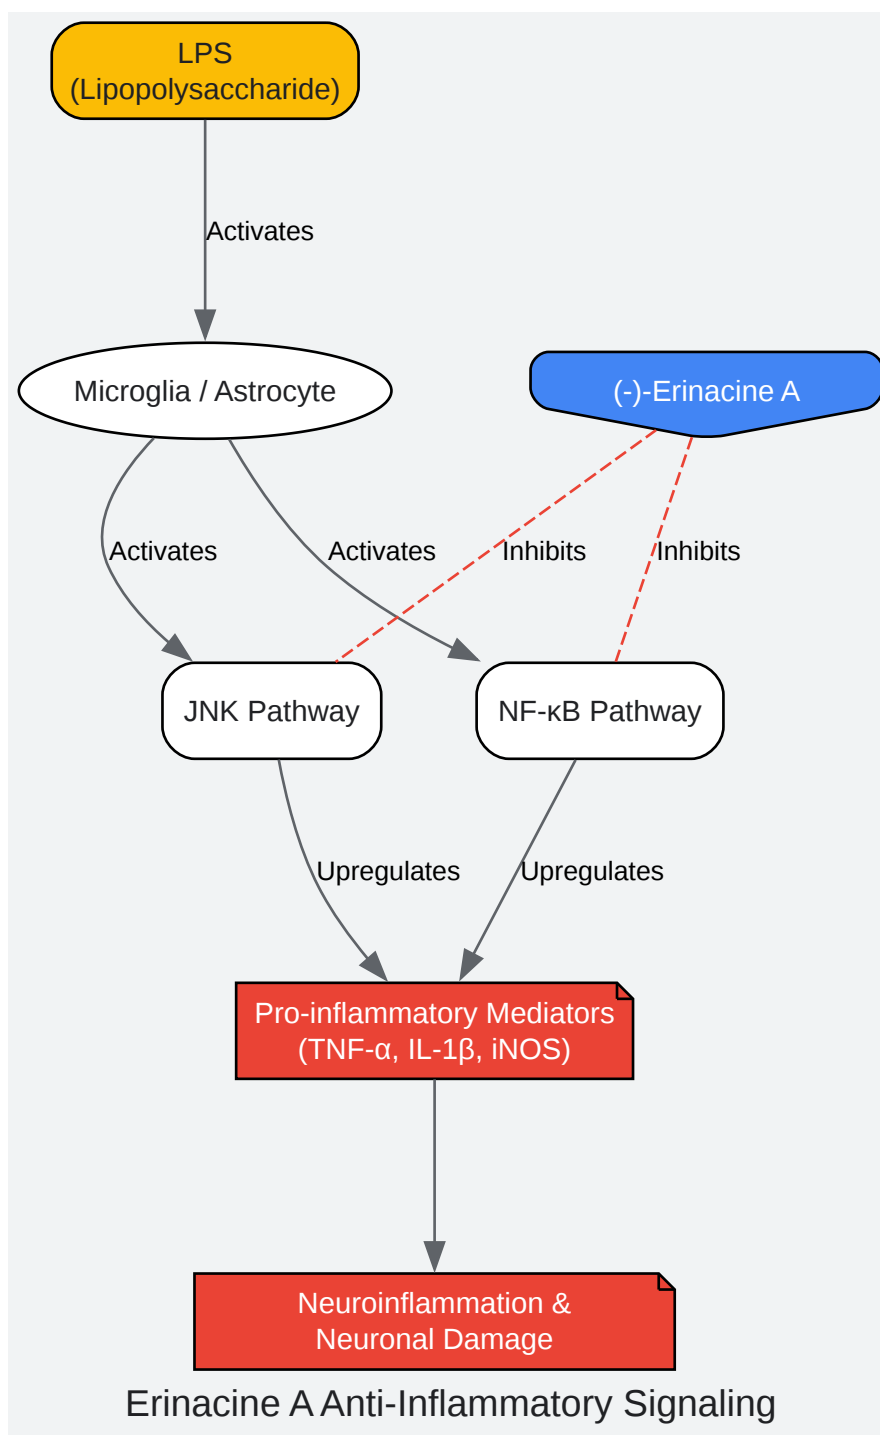 LPS
(Lipopolysaccharide)
Activates
Microglia / Astrocyte
(-)-Erinacine A
Activates
Activates
Inhibits
Inhibits
JNK Pathway
NF-κB Pathway
Upregulates
Upregulates
Pro-inflammatory Mediators
(TNF-α, IL-1β, iNOS)
Neuroinflammation &
Neuronal Damage
Erinacine A Anti-Inflammatory Signaling